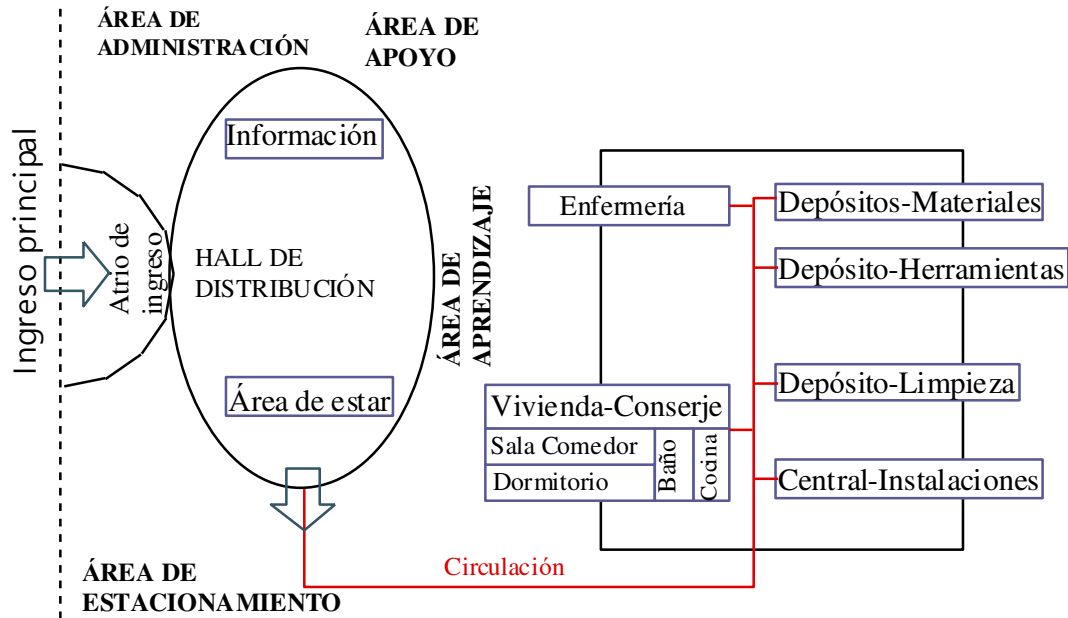 ÁREA DE
ADMINISTRACIÓN
ÁREA DE
APOYO
Ingreso principal
Atrio de
ingreso
Información
HALL DE
DISTRIBUCIÓN
Área de estar
ÁREA DE
APRENDIZAJE
Enfermería
Depósitos-Materiales
Depósito-Herramientas
Depósito-Limpieza
Central-Instalaciones
Vivienda-Conserje
Sala Comedor
Dormitorio
Baño
Cocina
Circulación
ÁREA DE
ESTACIONAMIENTO